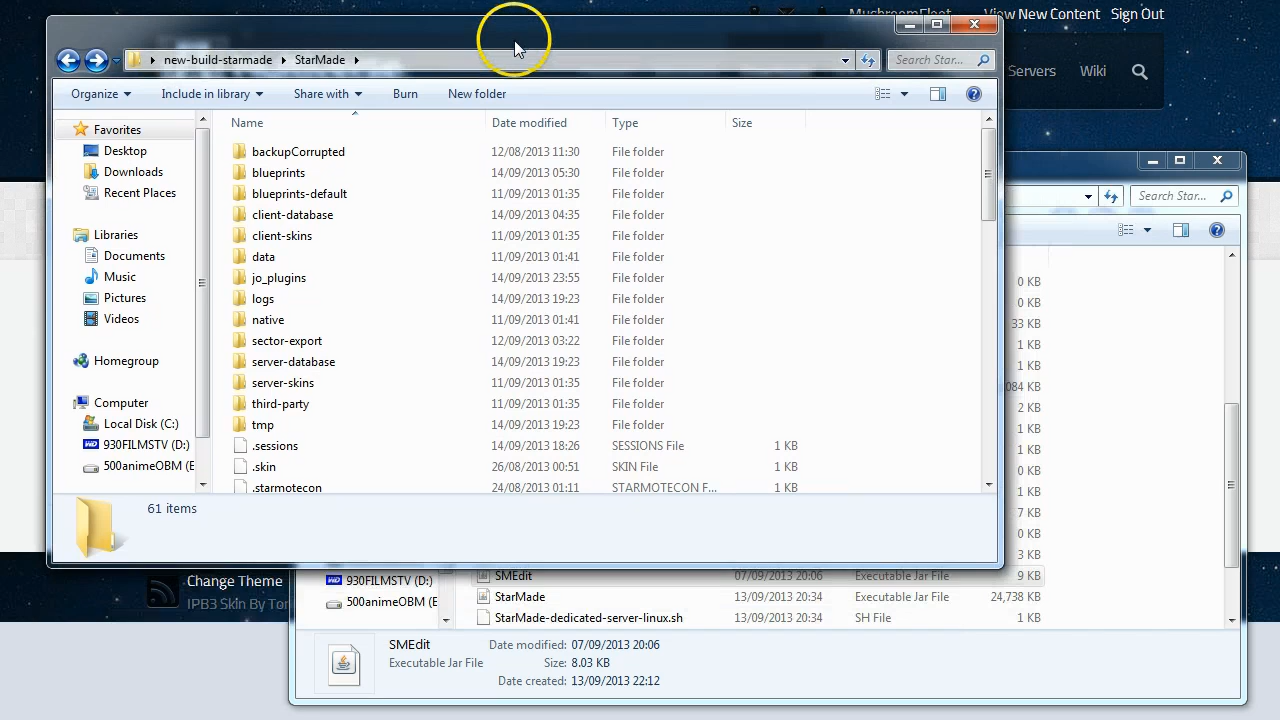 MushroomFleet View New Content Sign Out
new-build-starmade StarMade Search Star...
Servers Wiki
Organize Include in library Share with Burn New folder
Name Date modified Type Size
Favorites
Desktop
Downloads
Recent Places
Libraries
Documents
Music
Pictures
Videos
Homegroup
Computer
Local Disk (C:)
930FILMSTV (D:)
500animeOBM (E
backupCorrupted 12/08/2013 11:30 File folder
blueprints 14/09/2013 05:30 File folder
blueprints-default 11/09/2013 01:35 File folder
client-database 14/09/2013 04:35 File folder
client-skins 11/09/2013 01:35 File folder
data 11/09/2013 01:41 File folder
jo_plugins 14/09/2013 23:55 File folder
logs 14/09/2013 19:23 File folder
native 11/09/2013 01:41 File folder
sector-export 12/09/2013 03:22 File folder
server-database 14/09/2013 19:23 File folder
server-skins 11/09/2013 01:35 File folder
third-party 11/09/2013 01:35 File folder
tmp 14/09/2013 19:23 File folder
.sessions 14/09/2013 18:26 SESSIONS File 1 KB
.skin 26/08/2013 00:51 SKIN File 1 KB
.starmotecon 24/08/2013 01:11 STARMOTECON F... 1 KB
61 items
Search Star...
0 KB
0 KB
33 KB
1 KB
1 KB
084 KB
2 KB
1 KB
1 KB
0 KB
1 KB
7 KB
0 KB
3 KB
Change Theme
IPB3 Skin By Tom
930FILMSTV (D:)
500animeOBM (E
SMEdit 07/09/2013 20:06 Executable Jar File 9 KB
StarMade 13/09/2013 20:34 Executable Jar File 24,738 KB
StarMade-dedicated-server-linux.sh 13/09/2013 20:34 SH File 1 KB
SMEdit Date modified: 07/09/2013 20:06
Executable Jar File Size: 8.03 KB
Date created: 13/09/2013 22:12